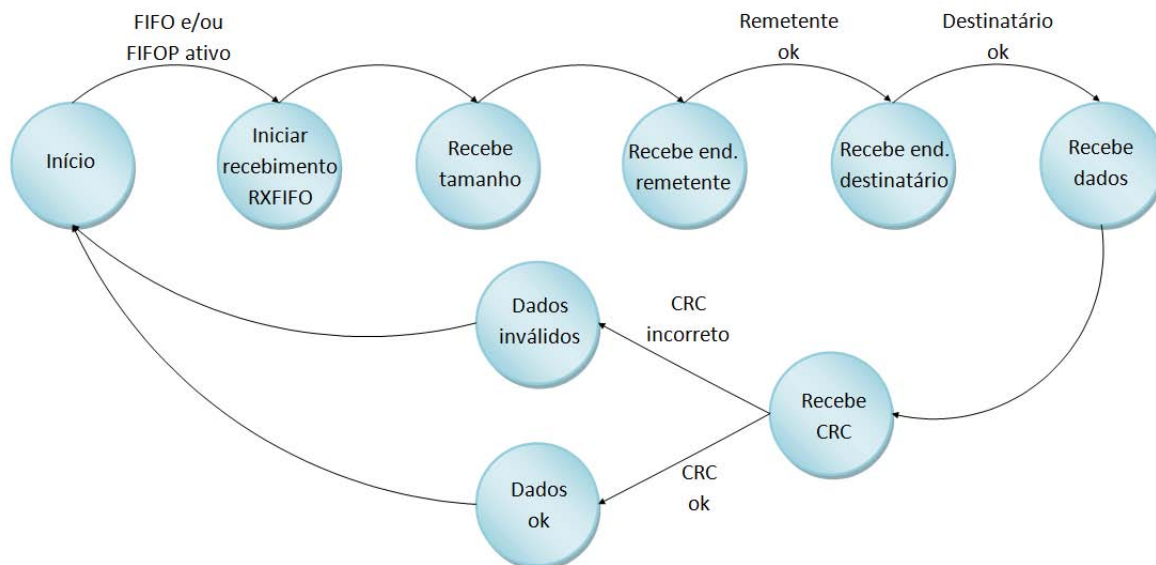 FIFO e/ou
FIFOP ativo
Remetente
ok
Destinatário
ok
Início
Iniciar
recebimento
RXFIFO
Recebe
tamanho
Recebe end.
remetente
Recebe end.
destinatário
Recebe
dados
Dados
inválidos
CRC
incorreto
Recebe
CRC
CRC
ok
Dados
ok